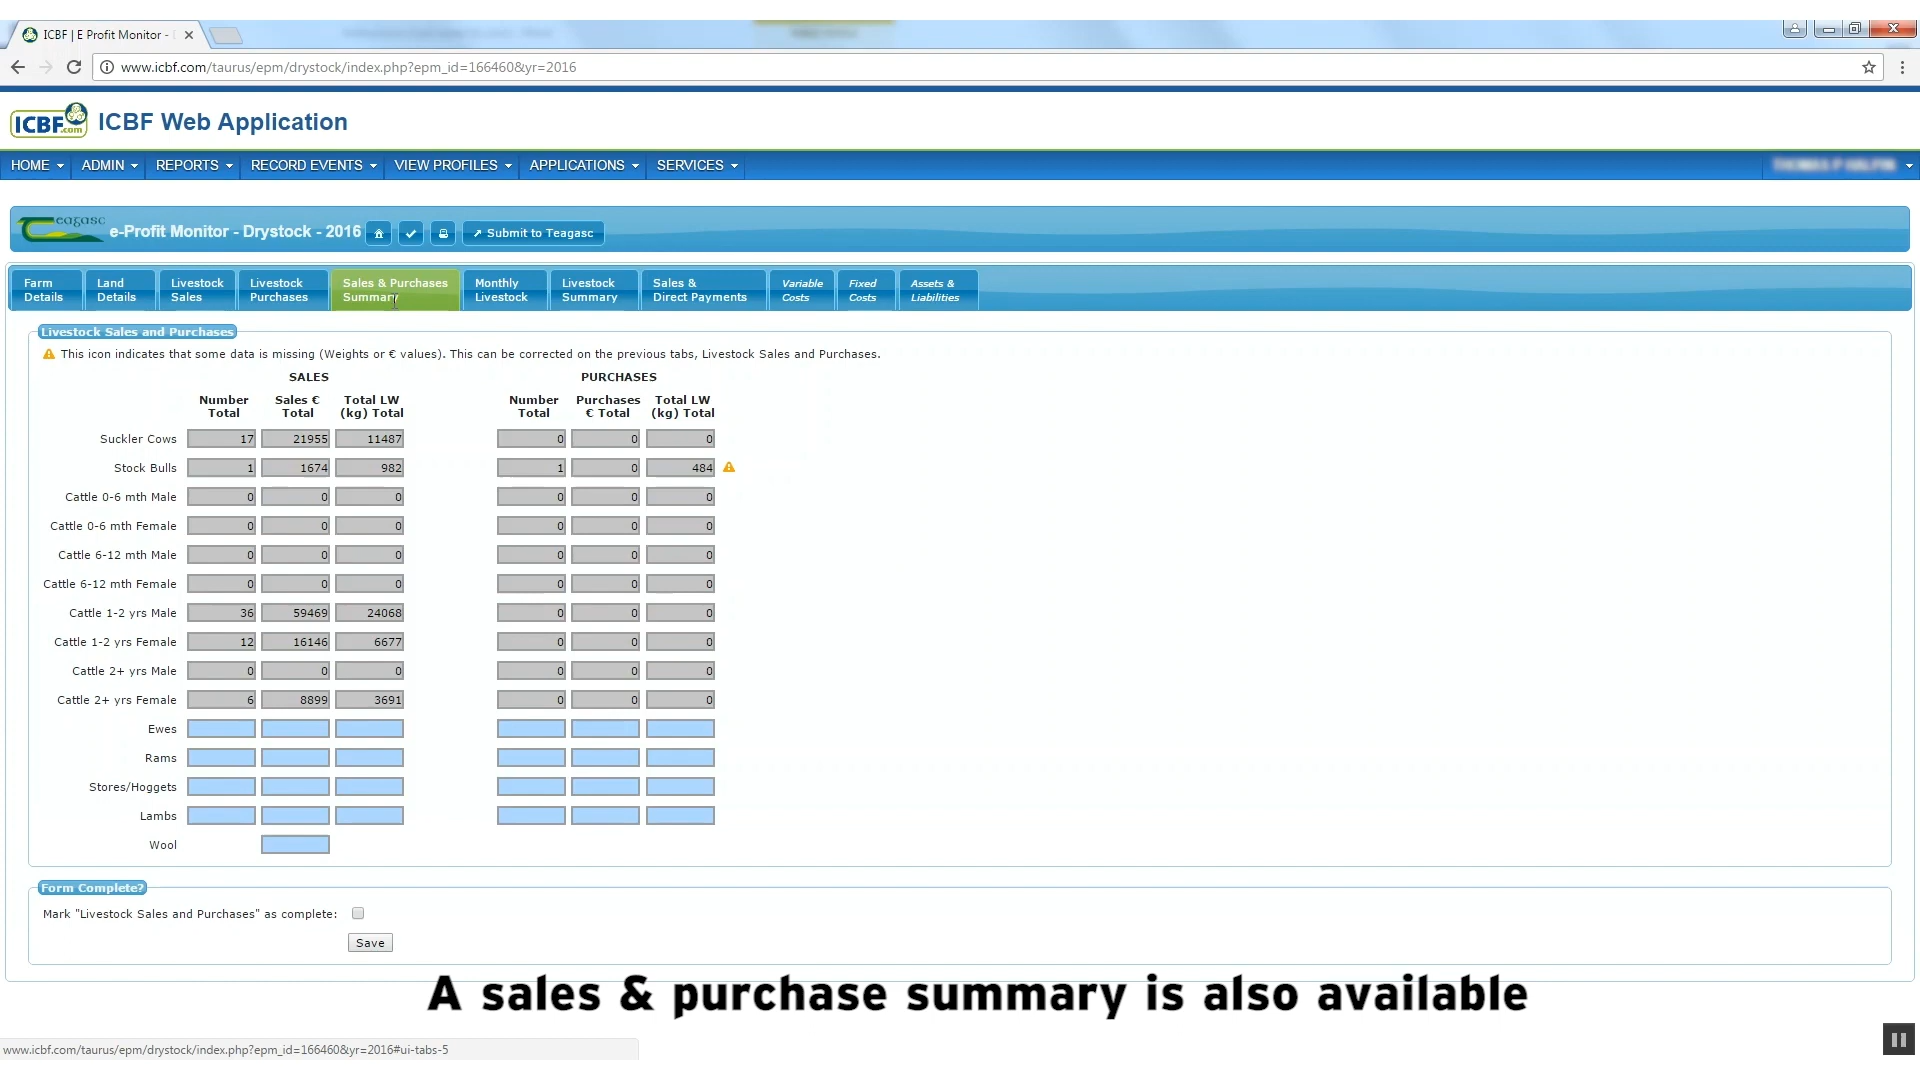 ICBF | E Profit Monitor -
www.icbf.com/taurus/epm/drystock/index.php?epm_id=166460&yr=2016
ICBF.com ICBF Web Application
HOME ADMIN REPORTS RECORD EVENTS VIEW PROFILES APPLICATIONS SERVICES
eagasc e-Profit Monitor - Drystock - 2016 Submit to Teagasc
Farm Details Land Details Livestock Sales Livestock Purchases Sales & Purchases Summary Monthly Livestock Livestock Summary Sales & Direct Payments Variable Costs Fixed Costs Assets & Liabilities
Livestock Sales and Purchases
This icon indicates that some data is missing (Weights or € values). This can be corrected on the previous tabs, Livestock Sales and Purchases.
SALES PURCHASES
Number Sales € Total LW Number Purchases Total LW
Total Total (kg) Total Total € Total (kg) Total
Suckler Cows 17 21955 11487 0 0 0
Stock Bulls 1 1674 982 1 0 484
Cattle 0-6 mth Male 0 0 0 0 0 0
Cattle 0-6 mth Female 0 0 0 0 0 0
Cattle 6-12 mth Male 0 0 0 0 0 0
Cattle 6-12 mth Female 0 0 0 0 0 0
Cattle 1-2 yrs Male 36 59469 24068 0 0 0
Cattle 1-2 yrs Female 12 16146 6677 0 0 0
Cattle 2+ yrs Male 0 0 0 0 0 0
Cattle 2+ yrs Female 6 8899 3691 0 0 0
Ewes
Rams
Stores/Hoggets
Lambs
Wool
Form Complete?
Mark "Livestock Sales and Purchases" as complete:
Save
A sales & purchase summary is also available
www.icbf.com/taurus/epm/drystock/index.php?epm_id=166460&yr=2016#ui-tabs-5